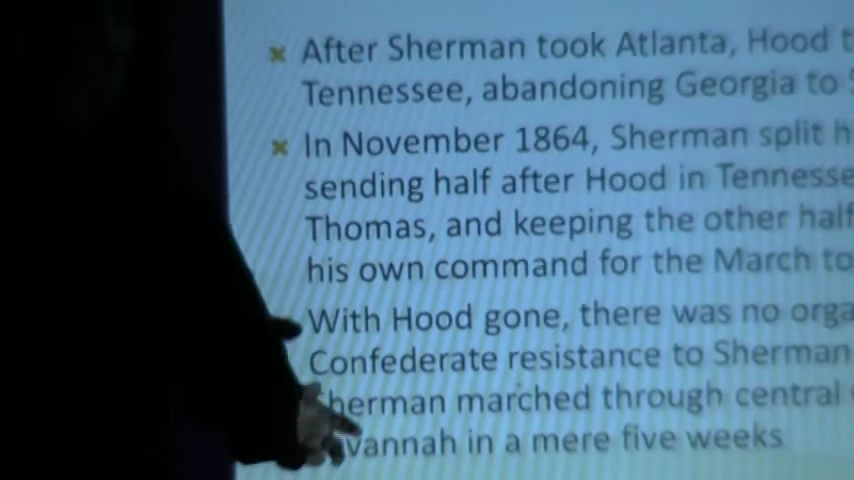 After Sherman took Atlanta, Hood t
Tennessee, abandoning Georgia to
In November 1864, Sherman split h
sending half after Hood in Tennesse
Thomas, and keeping the other half
his own command for the March to
With Hood gone, there was no orga
Confederate resistance to Sherman
Sherman marched through central
vannah in a mere five weeks